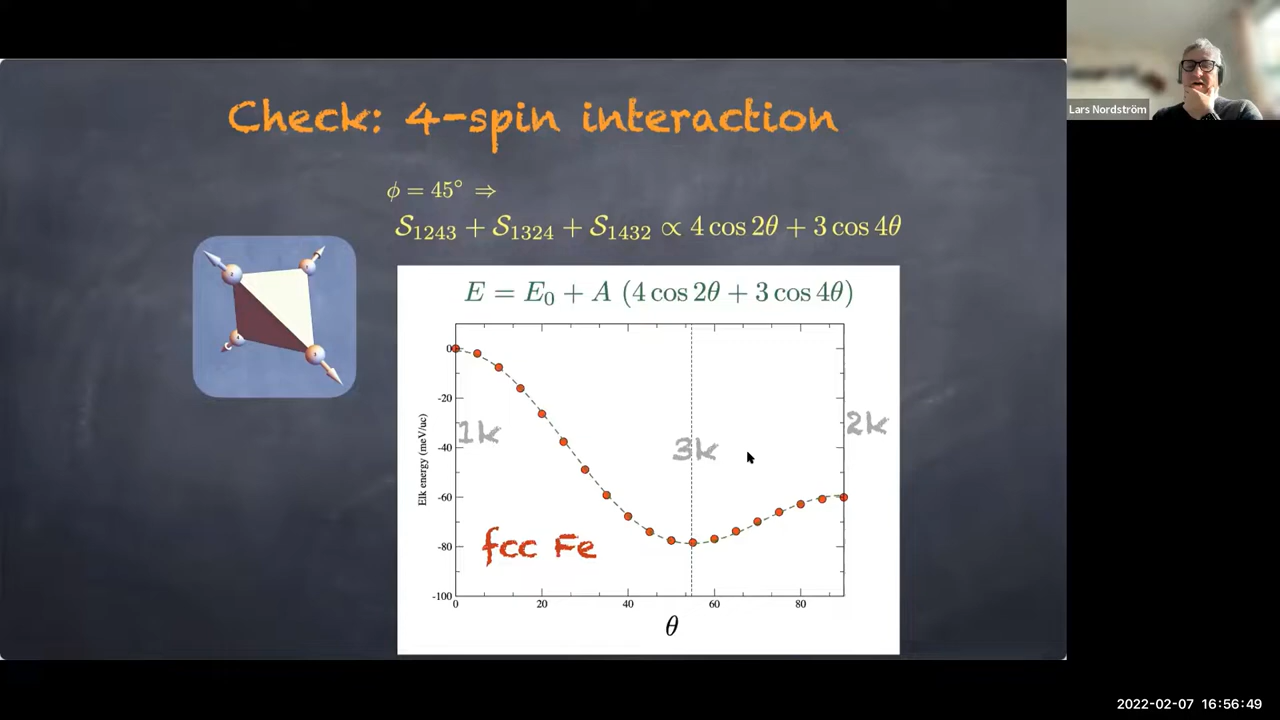 Check: 4-spin interaction
ϕ = 45° ⇒
𝒮₁₂₄₃ + 𝒮₁₃₂₄ + 𝒮₁₄₃₂ ∝ 4 cos 2θ + 3 cos 4θ
E = E₀ + A (4 cos 2θ + 3 cos 4θ)
0
-20
-40
-60
-80
-100
Elk energy (meV/uc)
1k
3k
2k
fcc Fe
0 20 40 60 80
θ
Lars Nordström
2022-02-07 16:56:49